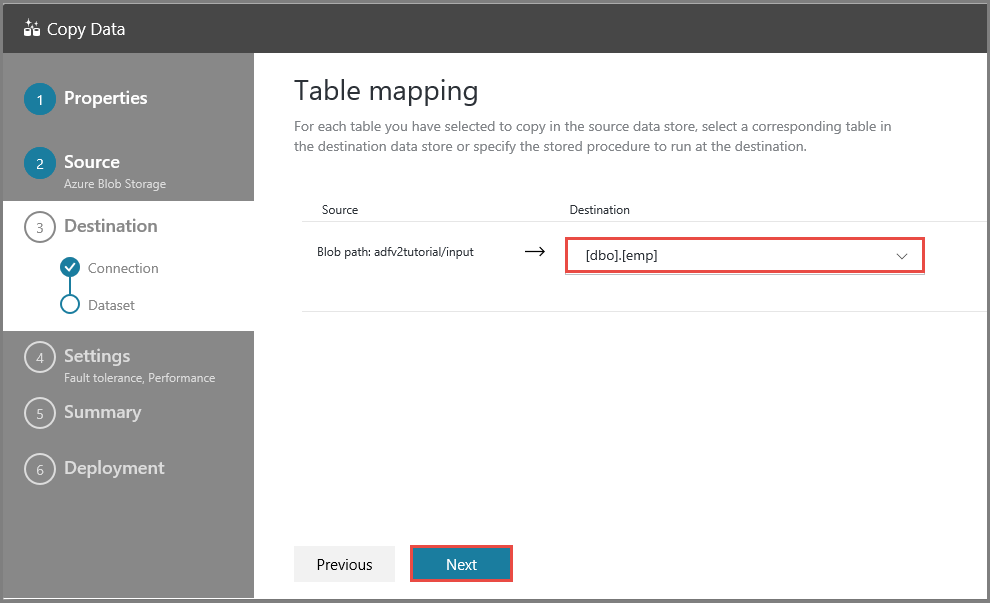 Copy Data
1 Properties
2 Source
Azure Blob Storage
3 Destination
Connection
Dataset
4 Settings
Fault tolerance, Performance
5 Summary
6 Deployment
Table mapping
For each table you have selected to copy in the source data store, select a corresponding table in
the destination data store or specify the stored procedure to run at the destination.
Source Destination
Blob path: adfv2tutorial/input [dbo].[emp]
Previous Next